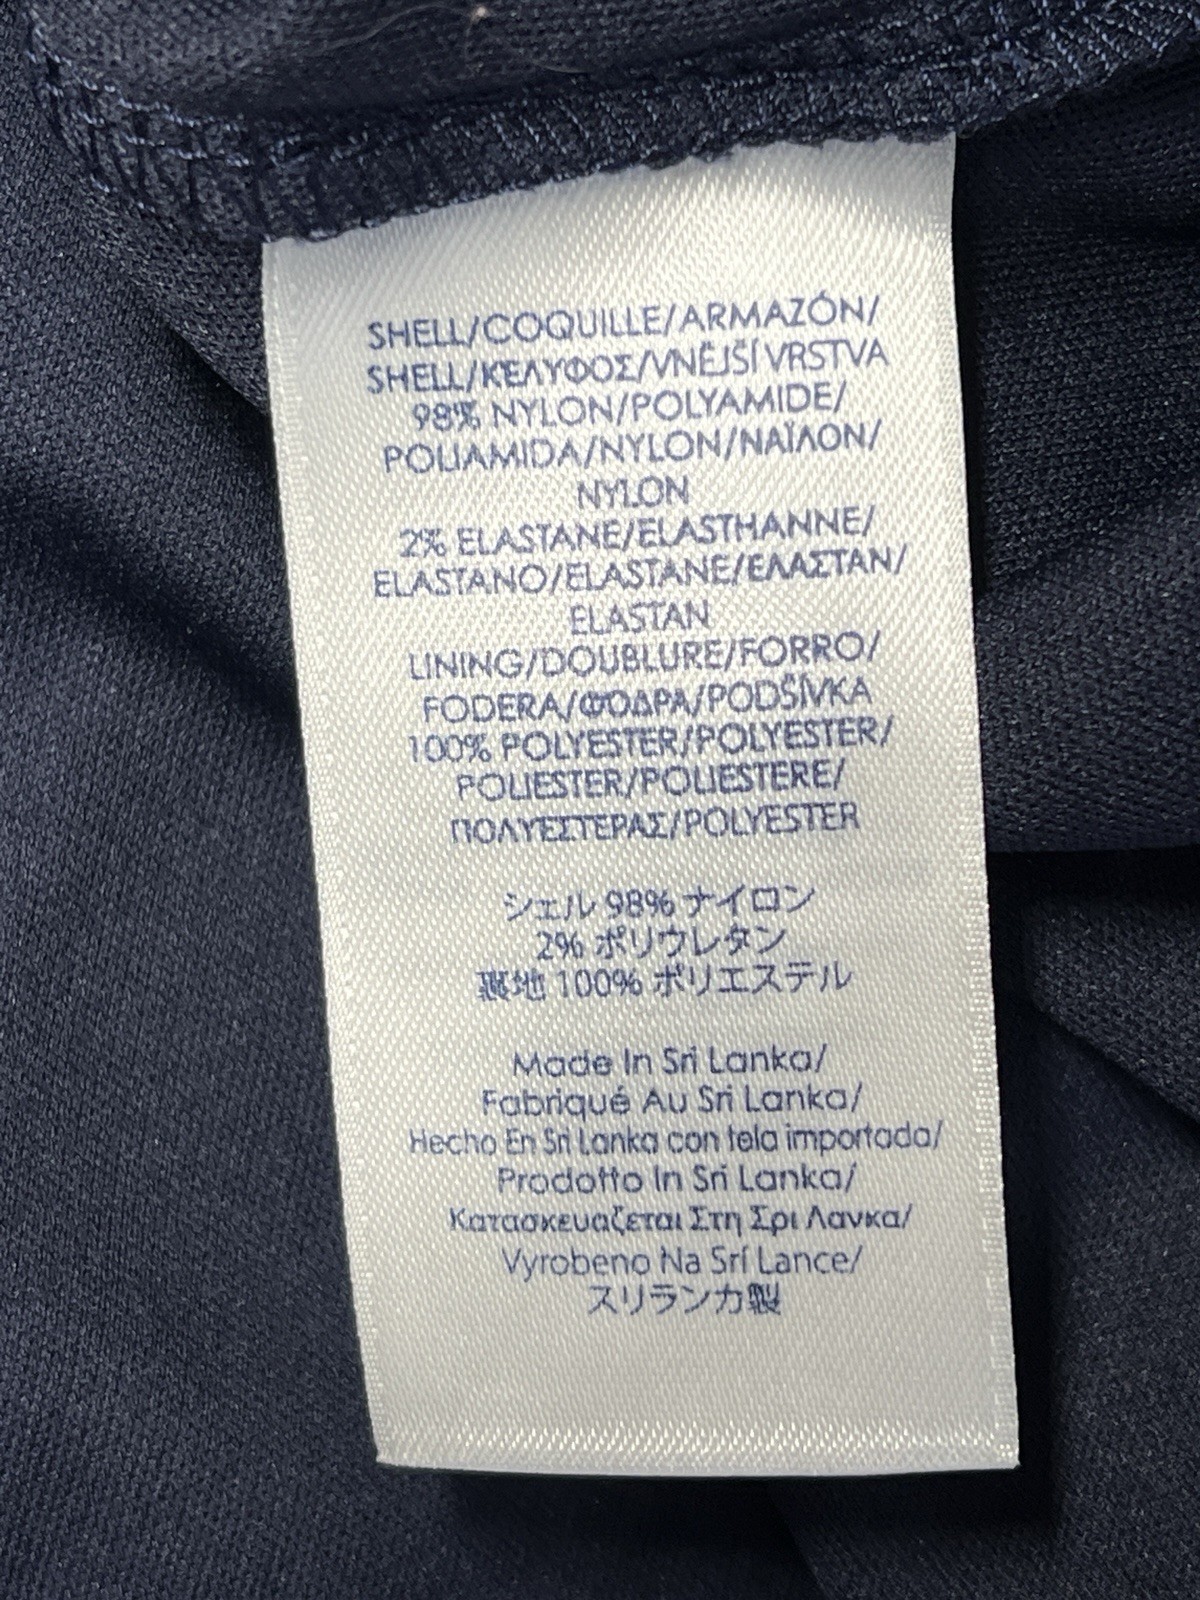 SHELL/COQUILLE/ARMAZÓN/
SHELL/ΚΕΛΥΦΟΣ/VNĚJŠÍ VRSTVA
98% NYLON/POLYAMIDE/
POLIAMIDA/NYLON/ΝΑΪΛΟΝ/
NYLON
2% ELASTANE/ELASTHANNE/
ELASTANO/ELASTANE/ΕΛΑΣΤΑΝ/
ELASTAN
LINING/DOUBLURE/FORRO/
FODERA/ΦΟΔΡΑ/PODŠÍVKA
100% POLYESTER/POLYESTER/
POLIESTER/POLIESTERE/
ΠΟΛΥΕΣΤΕΡΑΣ/POLYESTER
シェル 98% ナイロン
2% ポリウレタン
裏地 100% ポリエステル
Made In Sri Lanka/
Fabriqué Au Sri Lanka/
Hecho En Sri Lanka con tela importada/
Prodotto In Sri Lanka/
Κατασκευαζεται Στη Σρι Λανκα/
Vyrobeno Na Srí Lance/
スリランカ製